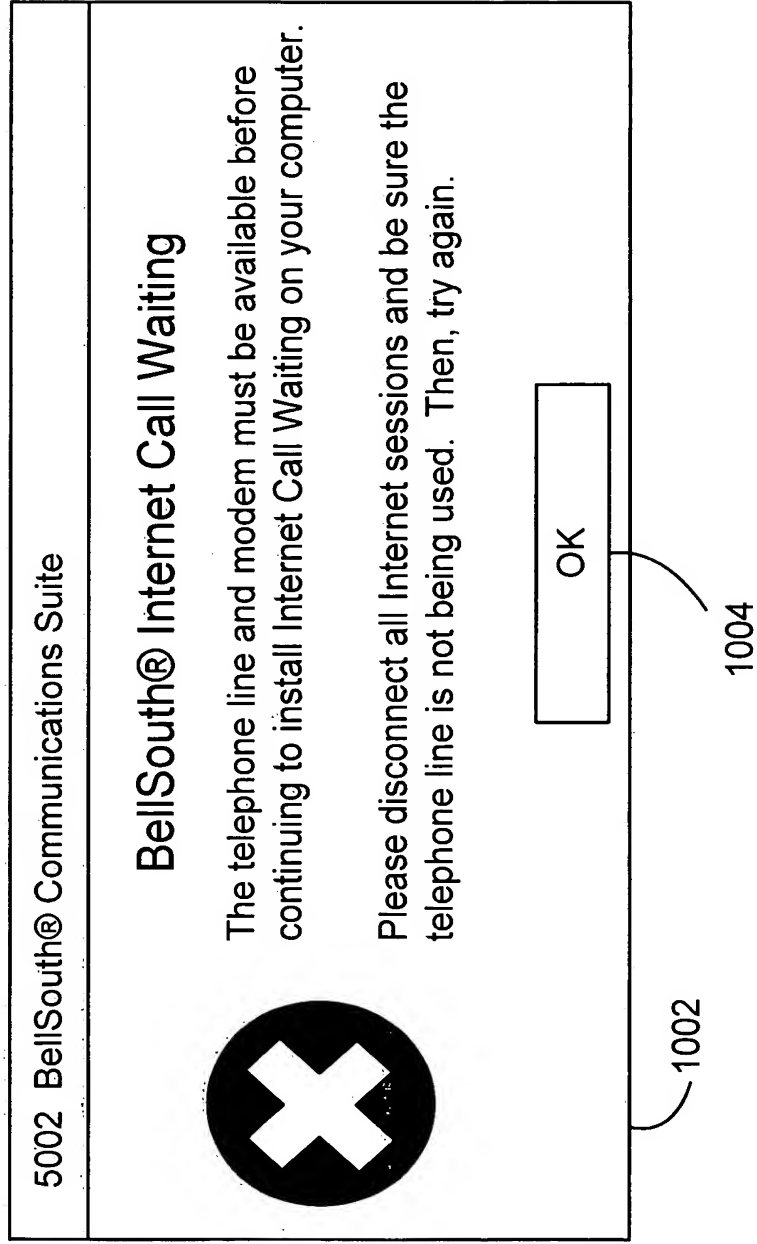 5002 BellSouth® Communications Suite
BellSouth® Internet Call Waiting
The telephone line and modem must be available before
continuing to install Internet Call Waiting on your computer.
Please disconnect all Internet sessions and be sure the
telephone line is not being used. Then, try again.
OK
1002
1004